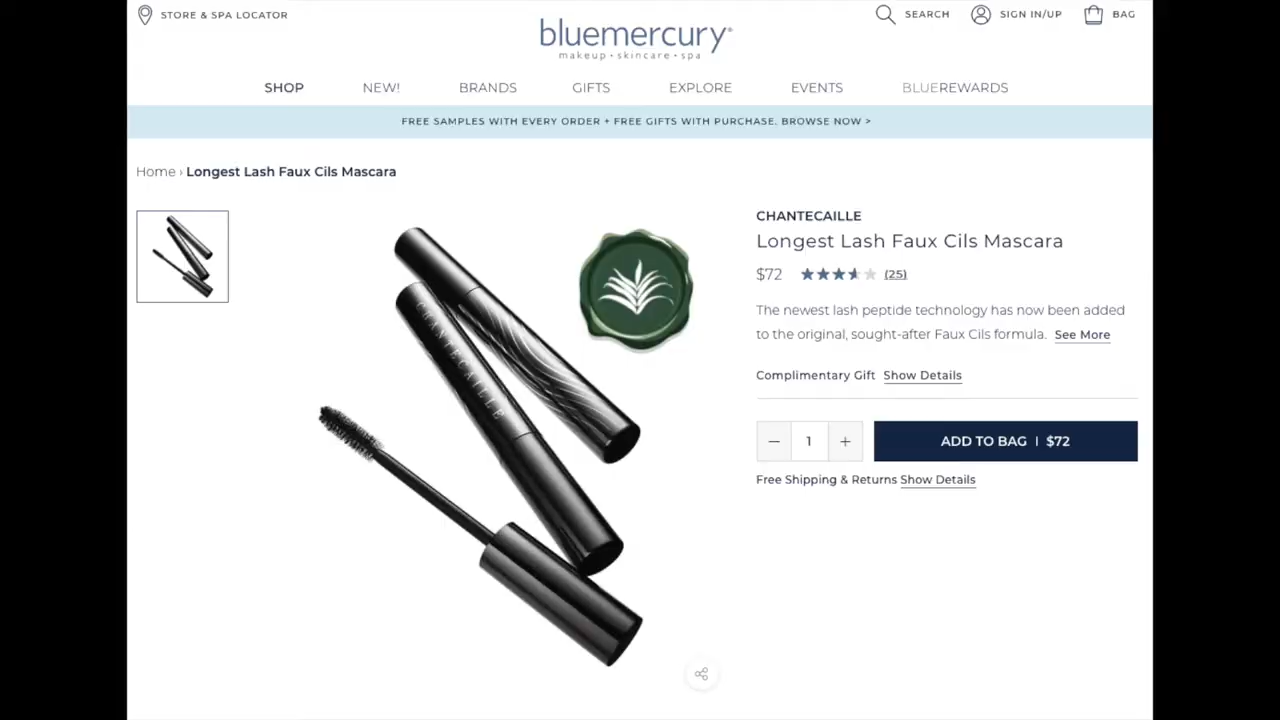 STORE & SPA LOCATOR
bluemercury®
makeup • skincare • spa
SEARCH
SIGN IN/UP
BAG
SHOP
NEW!
BRANDS
GIFTS
EXPLORE
EVENTS
BLUEREWARDS
FREE SAMPLES WITH EVERY ORDER + FREE GIFTS WITH PURCHASE. BROWSE NOW >
Home › Longest Lash Faux Cils Mascara
CHANTECAILLE
CHANTECAILLE
Longest Lash Faux Cils Mascara
$72
(25)
The newest lash peptide technology has now been added
to the original, sought-after Faux Cils formula. See More
Complimentary Gift Show Details
— 1 +
ADD TO BAG | $72
Free Shipping & Returns Show Details